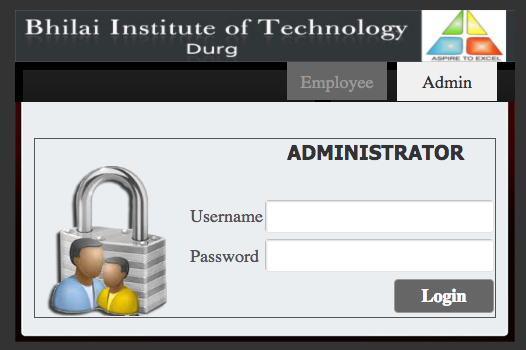 Bhilai Institute of Technology
Durg
ASPIRE TO EXCEL
Employee Admin
ADMINISTRATOR
Username
Password
Login